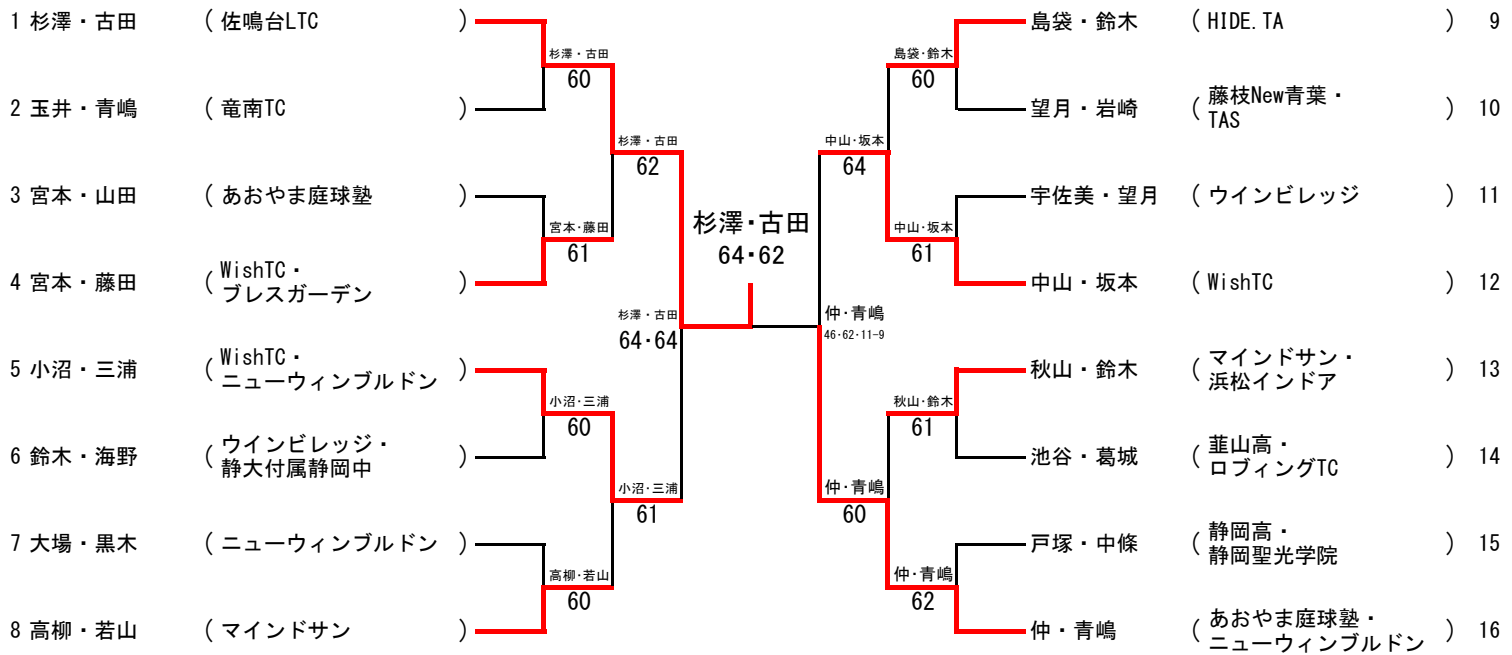 1 杉澤・古田 ( 佐鳴台LTC )
杉澤・古田
60
2 玉井・青嶋 ( 竜南TC )
杉澤・古田
62
3 宮本・山田 ( あおやま庭球塾 )
宮本・藤田
61
4 宮本・藤田 ( WishTC・
ブレスガーデン )
杉澤・古田
64・64
5 小沼・三浦 ( WishTC・
ニューウィンブルドン )
小沼・三浦
60
6 鈴木・海野 ( ウインビレッジ・
静大付属静岡中 )
小沼・三浦
61
7 大場・黒木 ( ニューウィンブルドン )
高柳・若山
60
8 高柳・若山 ( マインドサン )
杉澤・古田
64・62
島袋・鈴木 ( HIDE.TA ) 9
島袋・鈴木
60
望月・岩崎 ( 藤枝New青葉・
TAS ) 10
中山・坂本
64
宇佐美・望月 ( ウインビレッジ ) 11
中山・坂本
61
中山・坂本 ( WishTC ) 12
仲・青嶋
46・62・11-9
秋山・鈴木 ( マインドサン・
浜松インドア ) 13
秋山・鈴木
61
池谷・葛城 ( 韮山高・
ロブィングTC ) 14
仲・青嶋
60
戸塚・中條 ( 静岡高・
静岡聖光学院 ) 15
仲・青嶋
62
仲・青嶋 ( あおやま庭球塾・
ニューウィンブルドン ) 16